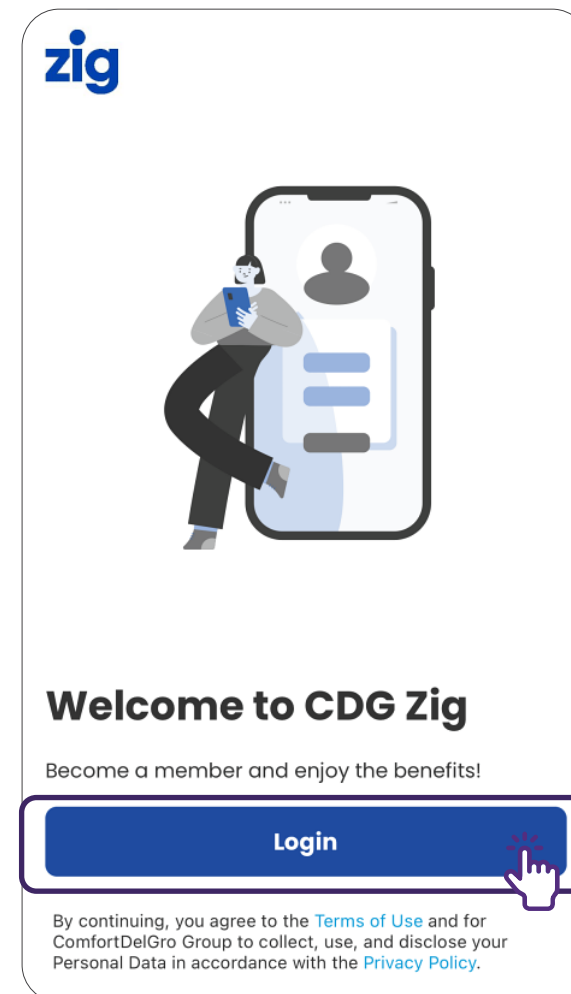 zig
Welcome to CDG Zig
Become a member and enjoy the benefits!
Login
By continuing, you agree to the Terms of Use and for
ComfortDelGro Group to collect, use, and disclose your
Personal Data in accordance with the Privacy Policy.